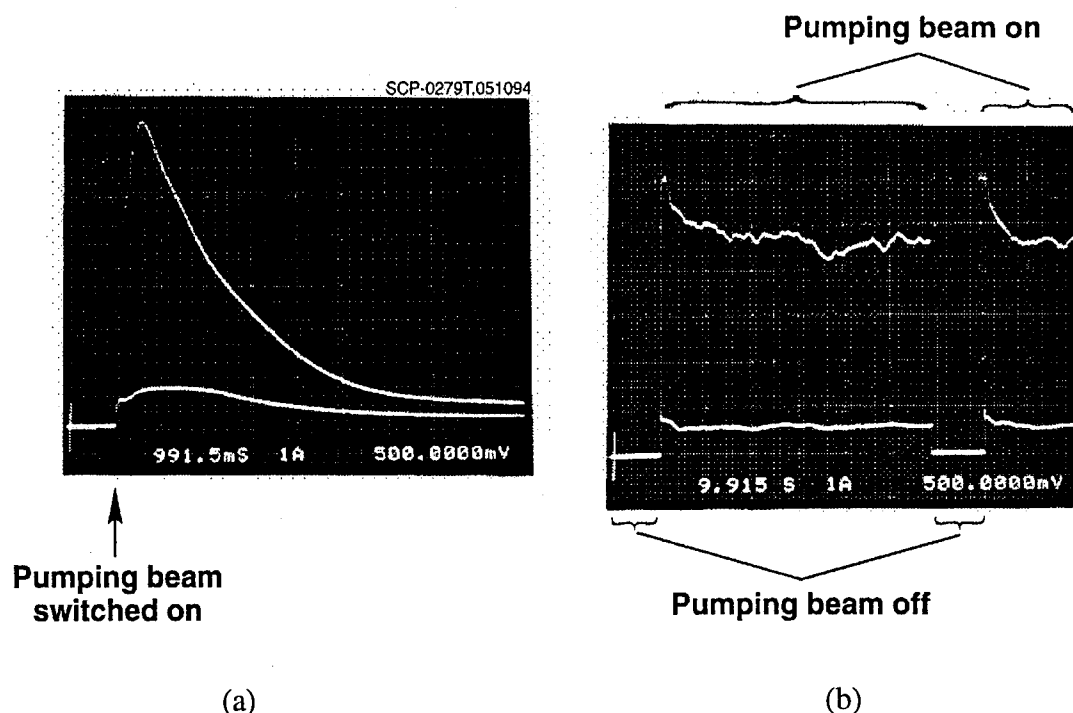 Pumping beam on
SCP-0279T.051094
991.5mS 1A 500.0000mV
9.915 S 1A 500.0000mV
Pumping beam
switched on
Pumping beam off
(a)
(b)